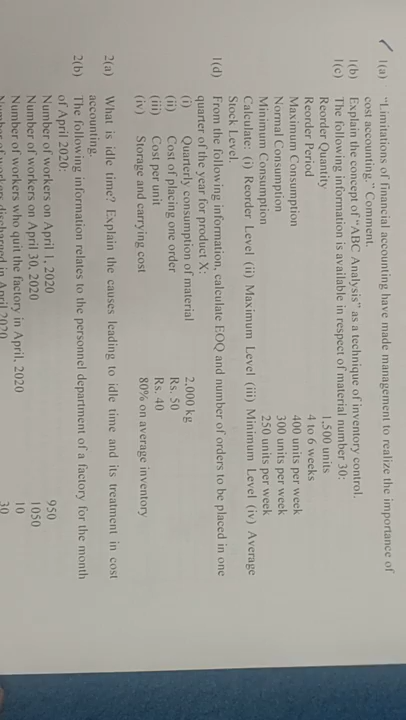 1(a) "Limitations of financial accounting have made management to realize the importance of
cost accounting." Comment.
1(b) Explain the concept of "ABC Analysis" as a technique of inventory control.
1(c) The following information is available in respect of material number 30:
Reorder Quantity 1,500 units
Reorder Period 4 to 6 weeks
Maximum Consumption 400 units per week
Normal Consumption 300 units per week
Minimum Consumption 250 units per week
Calculate: (i) Reorder Level (ii) Maximum Level (iii) Minimum Level (iv) Average
Stock Level.
1(d) From the following information, calculate EOQ and number of orders to be placed in one
quarter of the year for product X:
(i) Quarterly consumption of material 2,000 kg
(ii) Cost of placing one order Rs. 50
(iii) Cost per unit Rs. 40
(iv) Storage and carrying cost 80% on average inventory
2(a) What is idle time? Explain the causes leading to idle time and its treatment in cost
accounting.
2(b) The following information relates to the personnel department of a factory for the month
of April 2020:
Number of workers on April 1, 2020 950
Number of workers on April 30, 2020 1050
Number of workers who quit the factory in April, 2020 10
Number of workers discharged in April 2020 30